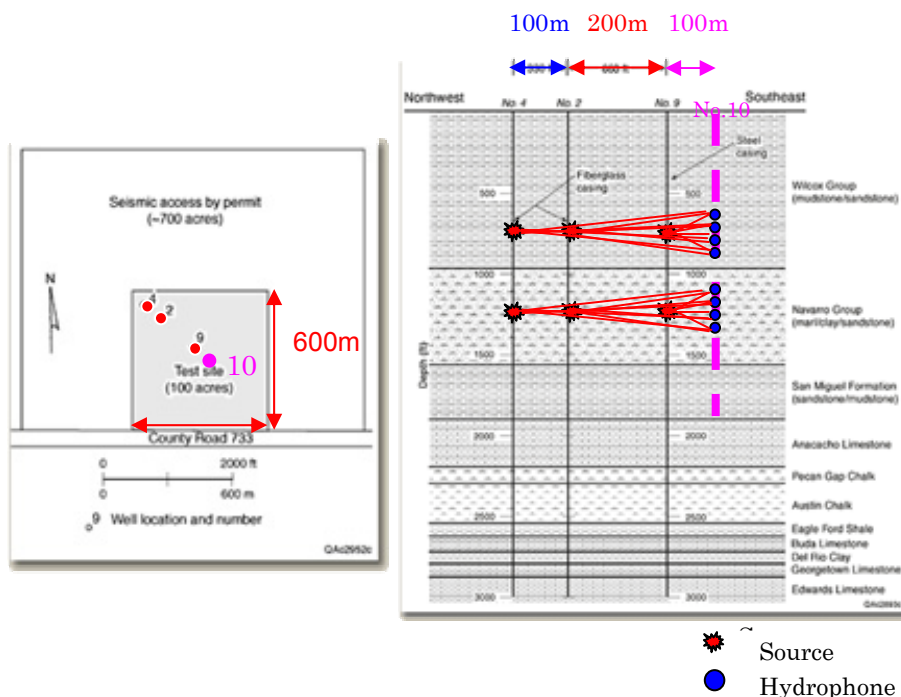 100m 200m 100m
660 ft
Northwest No. 4 No. 2 No. 9 No.10 Southeast
Steel
casing
Fiberglass
casing
500 500
Wilcox Group
(mudstone/sandstone)
1000 1000
Navarro Group
(marl/clay/sandstone)
Depth (ft)
1500 1500
San Miguel Formation
(sandstone/mudstone)
2000 2000
Anacacho Limestone
Pecan Gap Chalk
Austin Chalk
2500 2500
Eagle Ford Shale
Buda Limestone
Del Rio Clay
Georgetown Limestone
Edwards Limestone
3000 3000
Seismic access by permit
(~700 acres)
N
4
2
9
10
600m
Test site
(100 acres)
County Road 733
0 2000 ft
0 600 m
9 Well location and number
QAc2952c
~
Source
Hydrophone